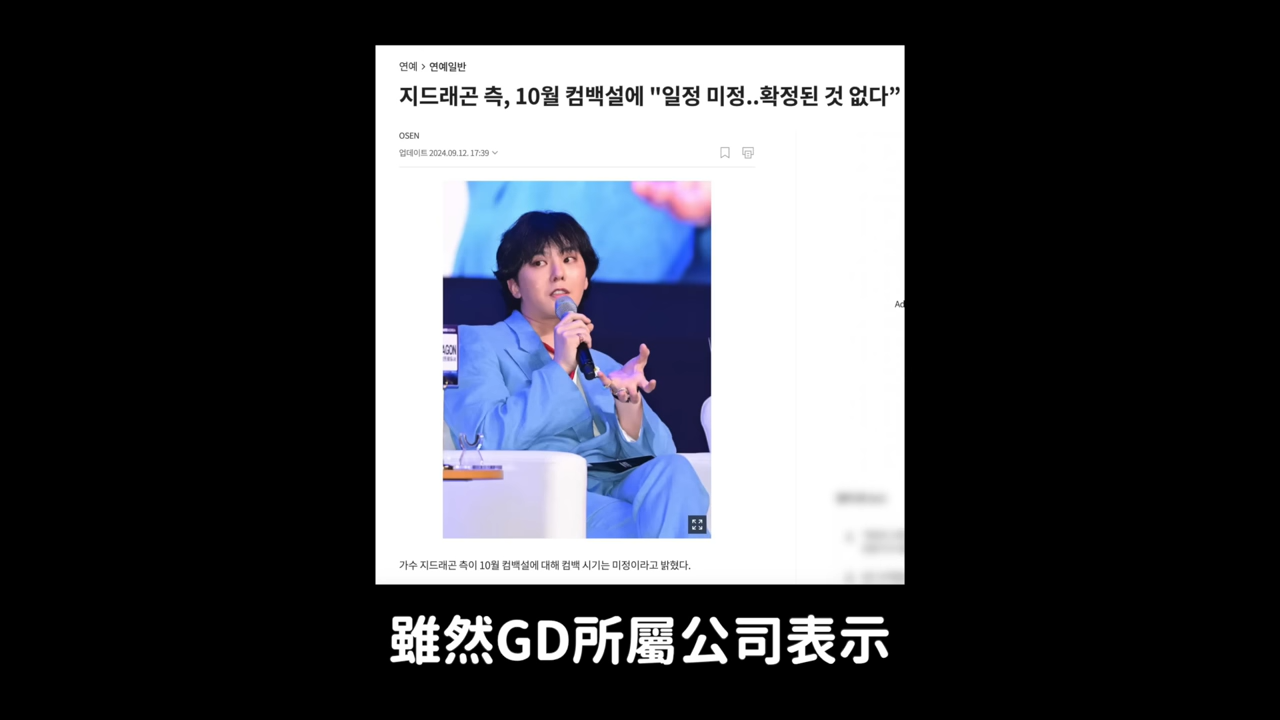 연예 > 연예일반
지드래곤 측, 10월 컴백설에 "일정 미정..확정된 것 없다”
OSEN
업데이트 2024.09.12. 17:39
AGON
Ad
가수 지드래곤 측이 10월 컴백설에 대해 컴백 시기는 미정이라고 밝혔다.
雖然GD所屬公司表示